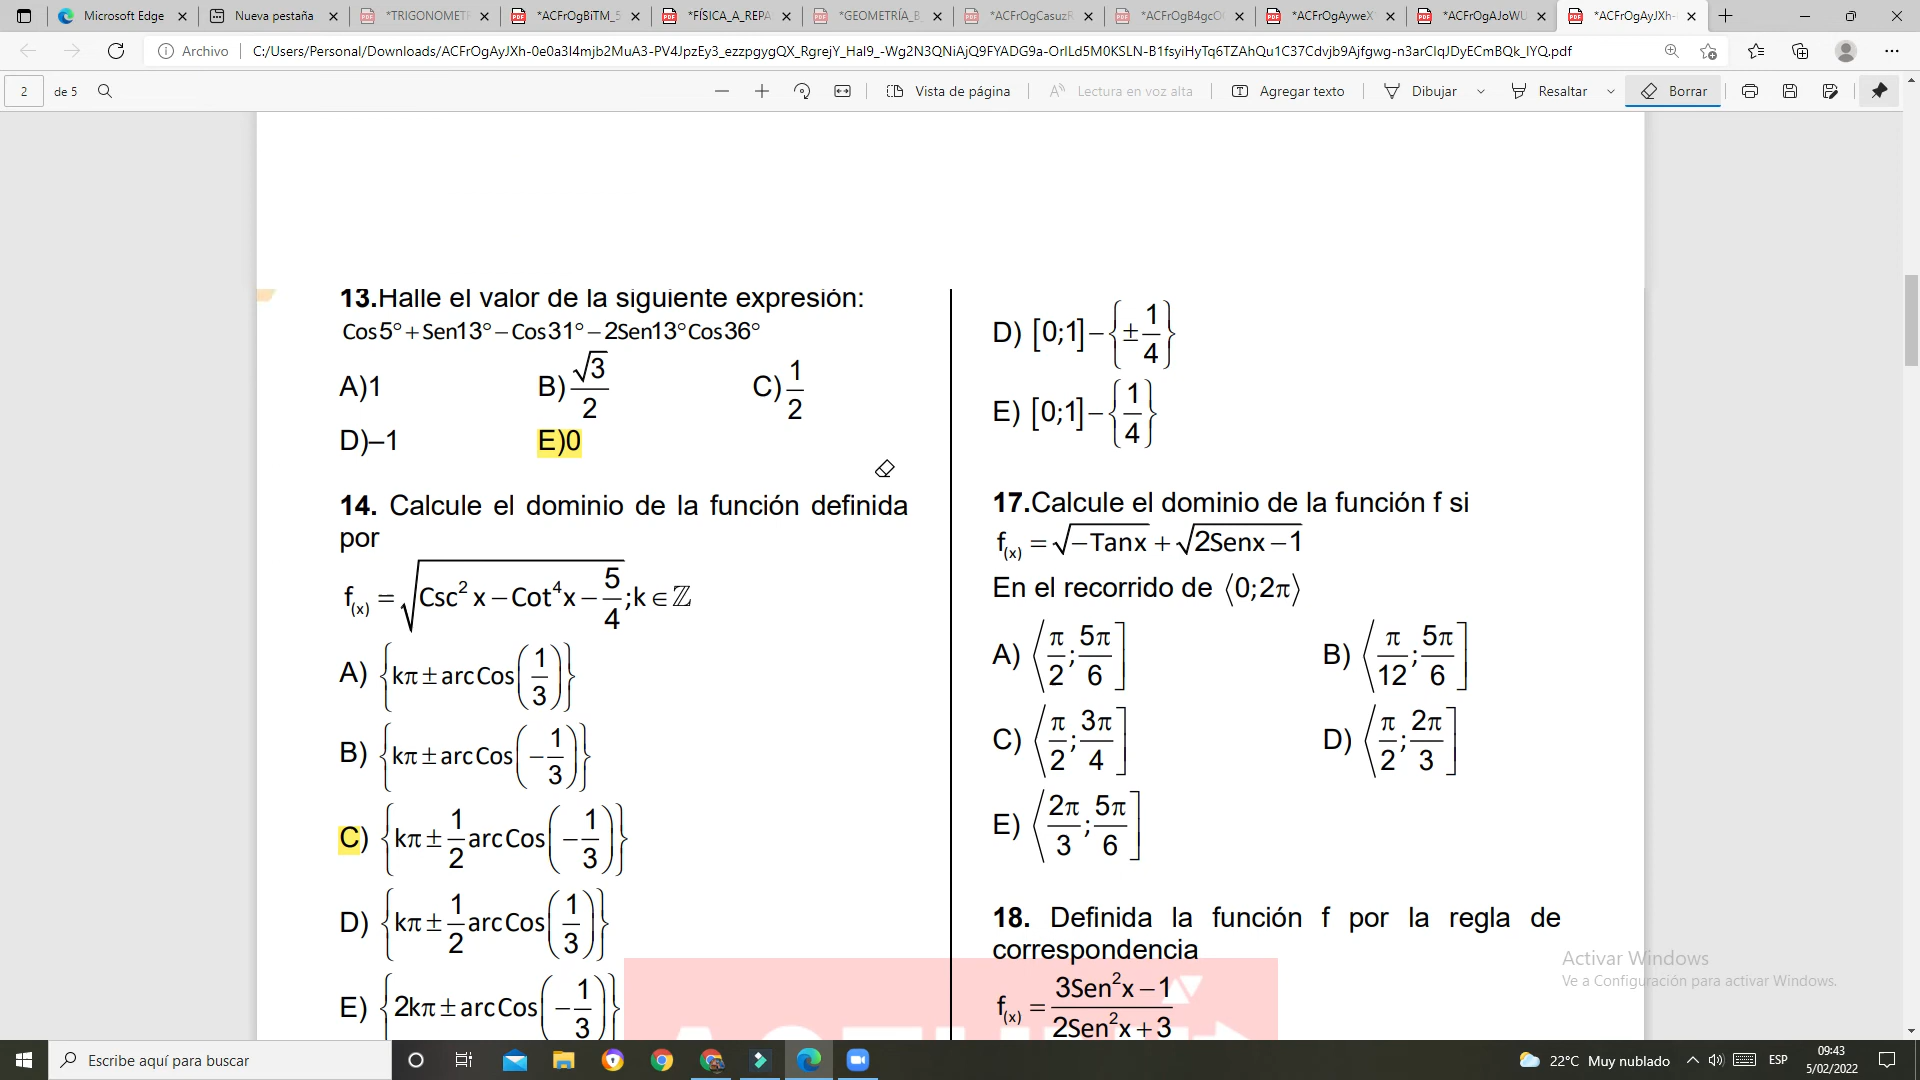 Microsoft Edge
Nueva pestaña
*TRIGONOMETR
*ACFrOgBiTM_5
*FÍSICA_A_REPA
*GEOMETRÍA_B
*ACFrOgCasuzR
*ACFrOgB4gcO
*ACFrOgAyweX
*ACFrOgAJoWU
*ACFrOgAyJXh-
Archivo
C:/Users/Personal/Downloads/ACFrOgAyJXh-0e0a3I4mjb2MuA3-PV4JpzEy3_ezzpgygQX_RgrejY_Hal9_-Wg2N3QNiAjQ9FYADG9a-OrILd5M0KSLN-B1fsyiHyTq6TZAhQu1C37Cdvjb9Ajfgwg-n3arClqJDyECmBQk_lYQ.pdf
2 de 5
Vista de página
Lectura en voz alta
Agregar texto
Dibujar
Resaltar
Borrar
13.Halle el valor de la siguiente expresión:
Cos5°+Sen13°−Cos31°−2Sen13°Cos36°
A)1 B) √3/2 C) 1/2
D)–1 E)0
14. Calcule el dominio de la función definida
por
f(x) = √(Csc² x − Cot⁴x − 5/4) ;k ∈ ℤ
A) {kπ ± arcCos(1/3)}
B) {kπ ± arcCos(−1/3)}
C) {kπ ± 1/2 arcCos(−1/3)}
D) {kπ ± 1/2 arcCos(1/3)}
E) {2kπ ± arcCos(−1/3)}
D) [0;1]−{±1/4}
E) [0;1]−{1/4}
17.Calcule el dominio de la función f si
f(x) = √(−Tanx) + √(2Senx −1)
En el recorrido de ⟨0;2π⟩
A) ⟨π/2 ; 5π/6] B) ⟨π/12 ; 5π/6]
C) ⟨π/2 ; 3π/4] D) ⟨π/2 ; 2π/3]
E) ⟨2π/3 ; 5π/6]
18. Definida la función f por la regla de
correspondencia
f(x) = (3Sen²x −1)/(2Sen²x + 3)
Activar Windows
Ve a Configuración para activar Windows.
Escribe aquí para buscar
22°C Muy nublado
ESP
09:43
5/02/2022